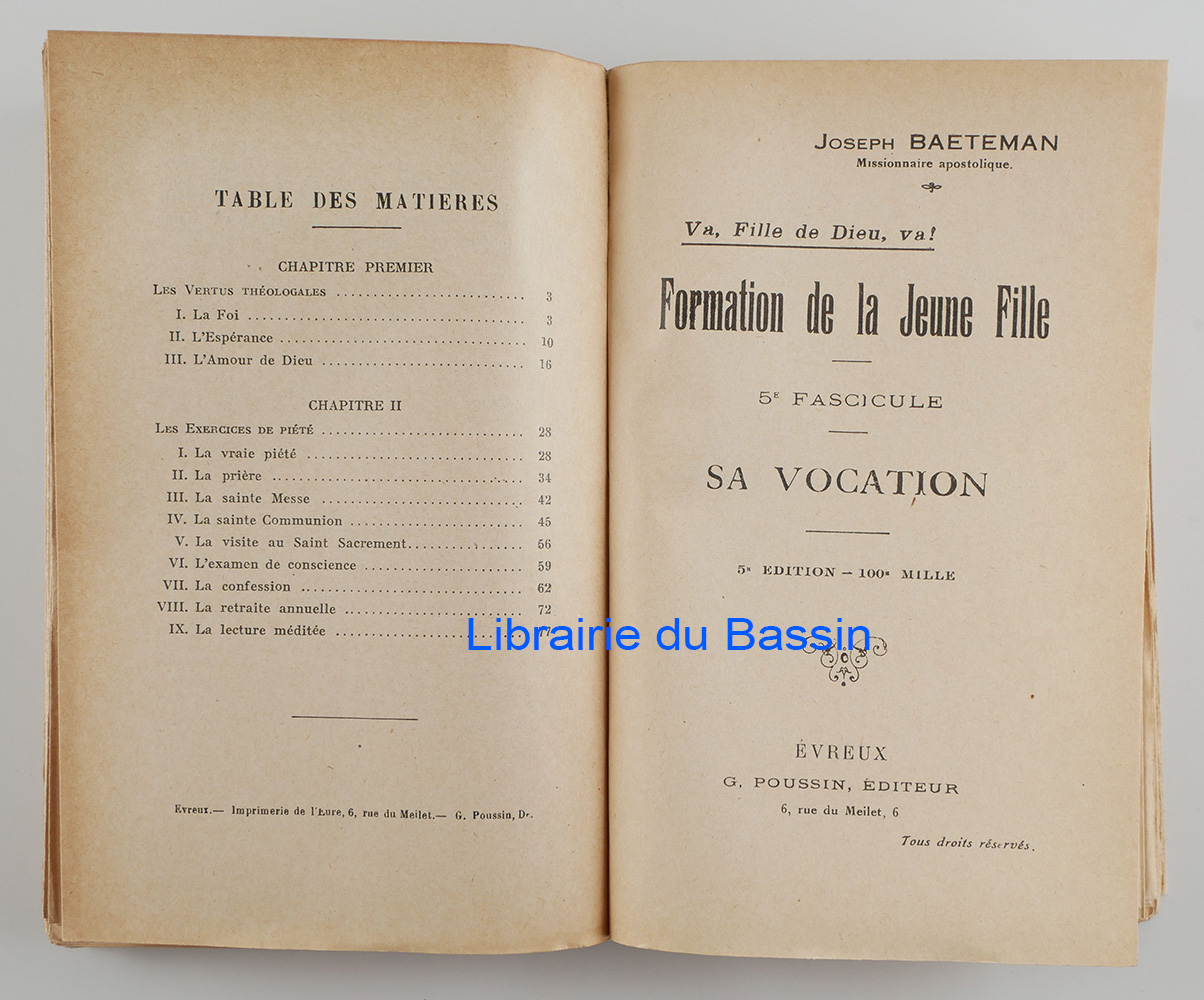 TABLE DES MATIERES
CHAPITRE PREMIER
LES VERTUS THÉOLOGALES .......................... 3
I. La Foi ..................................... 3
II. L'Espérance ................................. 10
III. L'Amour de Dieu ........................... 16
CHAPITRE II
LES EXERCICES DE PIÉTÉ ........................... 28
I. La vraie piété ............................. 28
II. La prière ................................. 34
III. La sainte Messe ........................... 42
IV. La sainte Communion ....................... 45
V. La visite au Saint Sacrement............... 56
VI. L'examen de conscience ..................... 59
VII. La confession ............................. 62
VIII. La retraite annuelle ....................... 72
IX. La lecture méditée ......................... 77
Evreux.— Imprimerie de l'Eure, 6, rue du Meilet.— G. Poussin, Dr.
JOSEPH BAETEMAN
Missionnaire apostolique.
Va, Fille de Dieu, va!
Formation de la Jeune Fille
5E FASCICULE
SA VOCATION
5e EDITION — 100e MILLE
Librairie du Bassin
ÉVREUX
G. POUSSIN, ÉDITEUR
6, rue du Meilet, 6
Tous droits réservés.